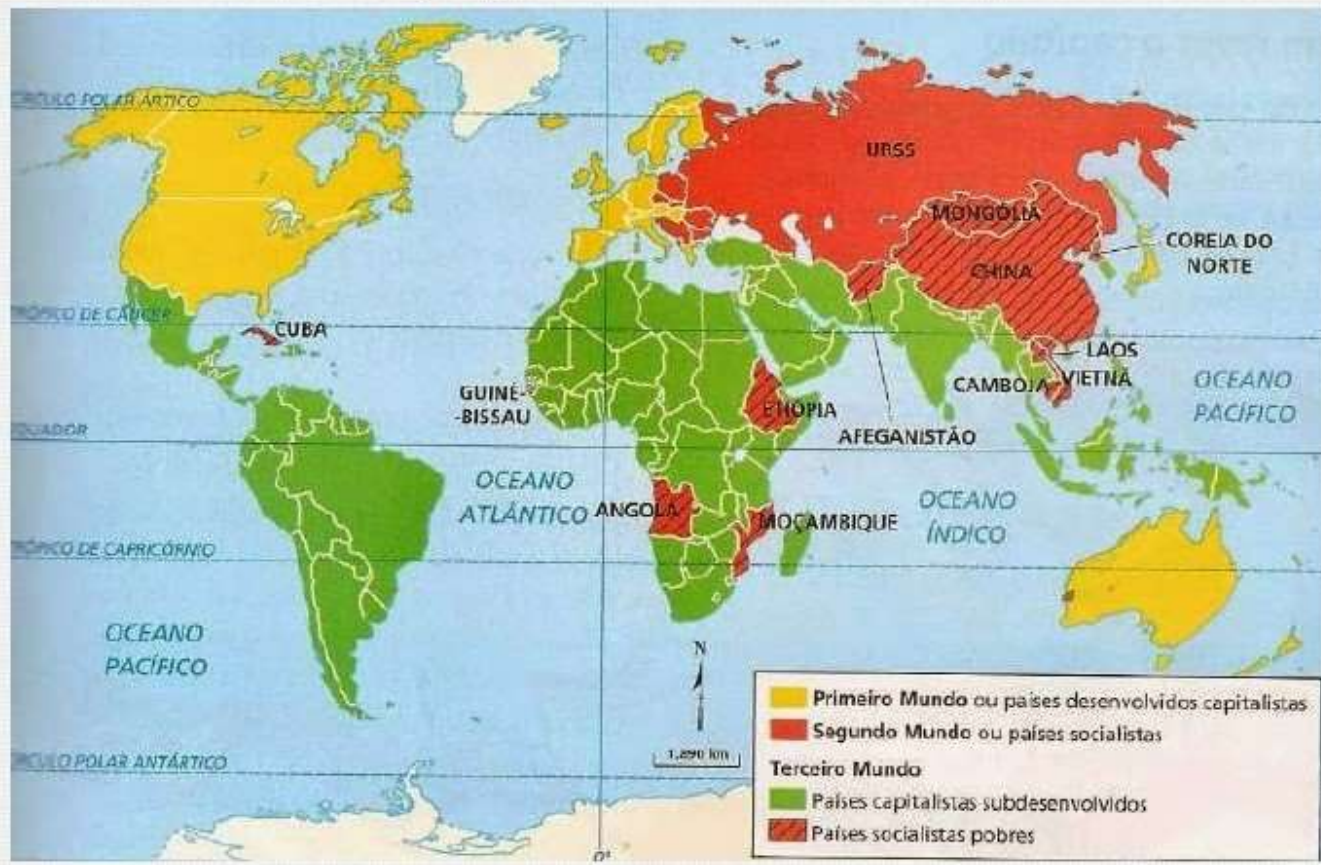 CÍRCULO POLAR ÁRTICO
URSS
MONGÓLIA
COREIA DO
NORTE
CHINA
TRÓPICO DE CÂNCER
CUBA
LAOS
VIETNÃ
CAMBOJA
OCEANO
PACÍFICO
GUINÉ-
-BISSAU
ETIÓPIA
AFEGANISTÃO
EQUADOR
OCEANO
ATLÂNTICO
ANGOLA
MOÇAMBIQUE
OCEANO
ÍNDICO
TRÓPICO DE CAPRICÓRNIO
OCEANO
PACÍFICO
N
1,890 km
CÍRCULO POLAR ANTÁRTICO
0°
Primeiro Mundo ou países desenvolvidos capitalistas
Segundo Mundo ou países socialistas
Terceiro Mundo
Países capitalistas subdesenvolvidos
Países socialistas pobres